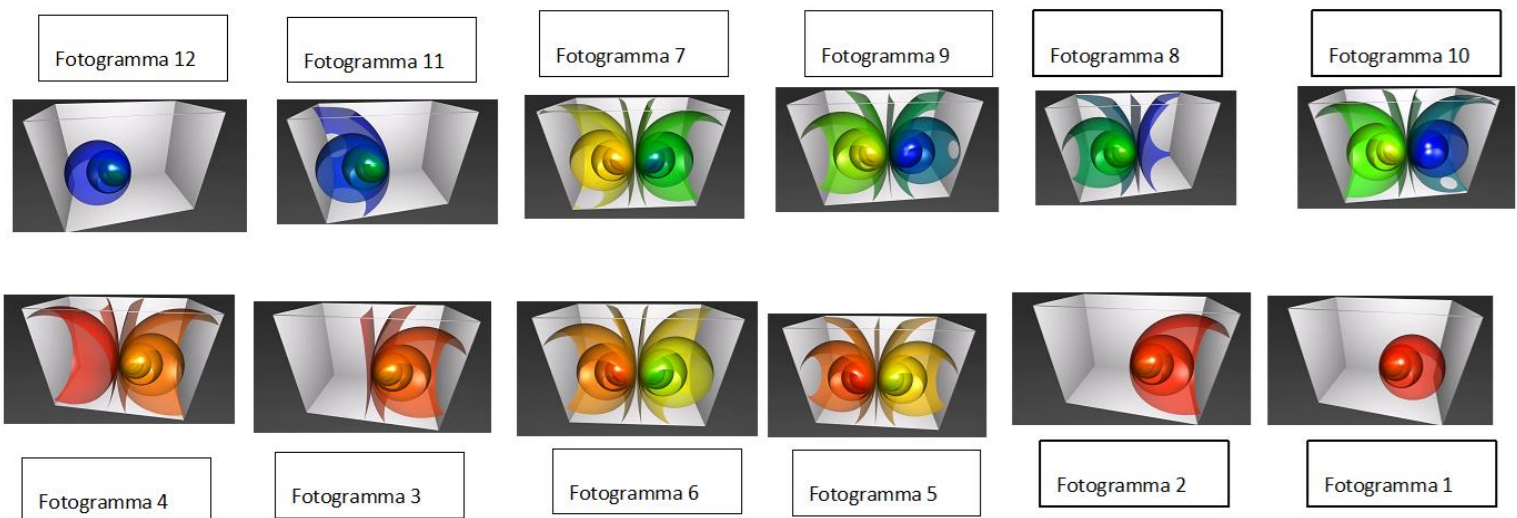 Fotogramma 12
Fotogramma 11
Fotogramma 7
Fotogramma 9
Fotogramma 8
Fotogramma 10
Fotogramma 4
Fotogramma 3
Fotogramma 6
Fotogramma 5
Fotogramma 2
Fotogramma 1